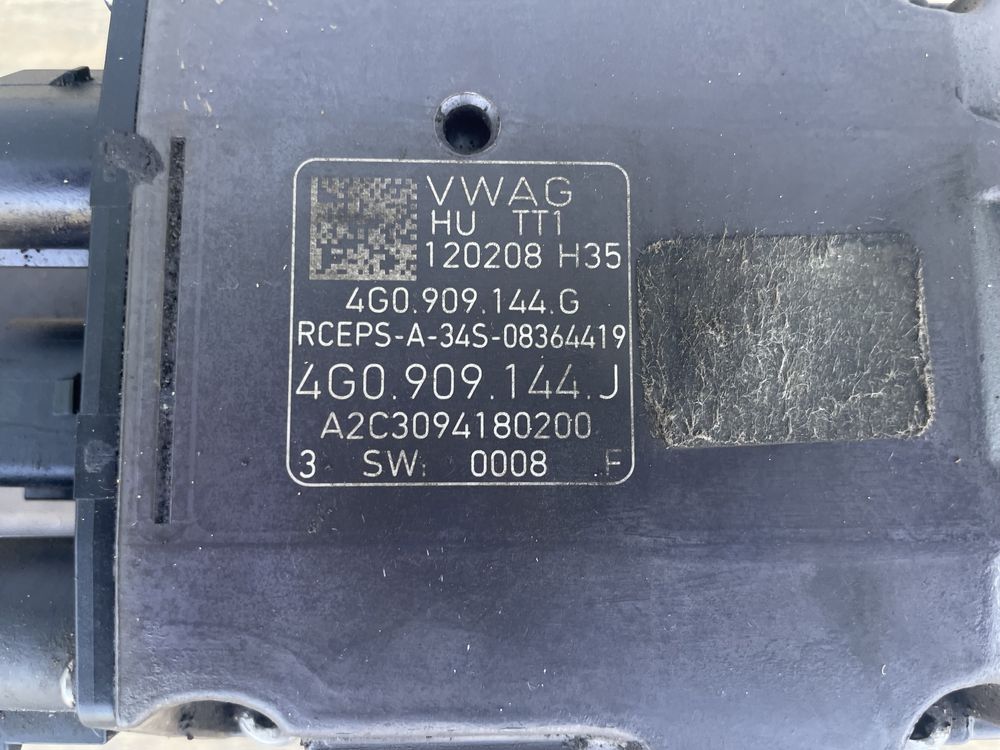 VWAG
HU TT1
120208 H35
4G0.909.144.G
RCEPS-A-34S-08364419
4G0.909.144.J
A2C3094180200
3 SW: 0008 F